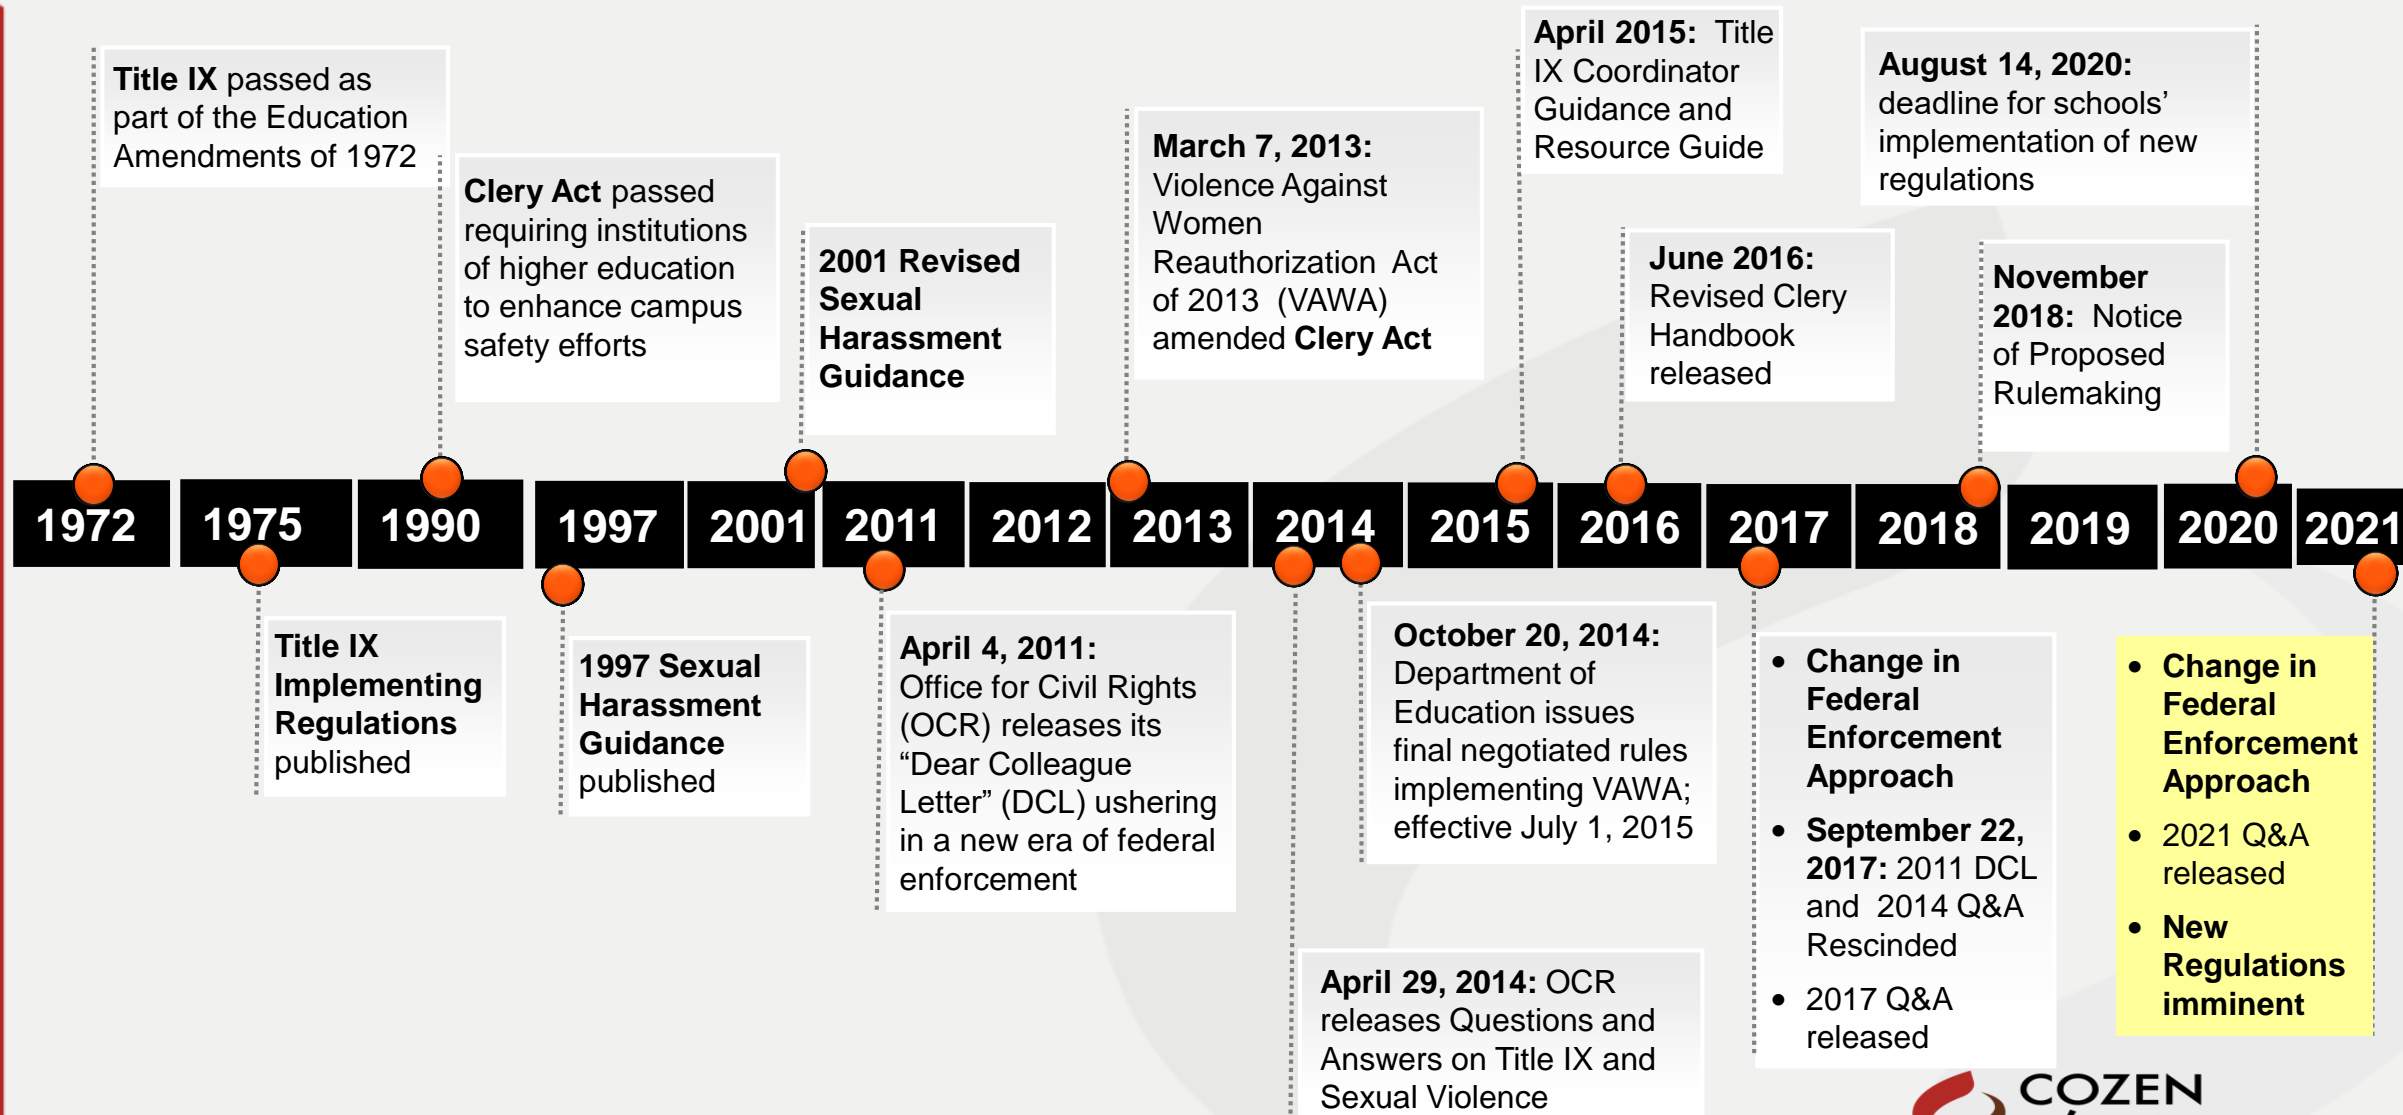 Title IX passed as
part of the Education
Amendments of 1972
Clery Act passed
requiring institutions
of higher education
to enhance campus
safety efforts
2001 Revised
Sexual
Harassment
Guidance
March 7, 2013:
Violence Against
Women
Reauthorization Act
of 2013 (VAWA)
amended Clery Act
April 2015: Title
IX Coordinator
Guidance and
Resource Guide
June 2016:
Revised Clery
Handbook
released
August 14, 2020:
deadline for schools’
implementation of new
regulations
November
2018: Notice
of Proposed
Rulemaking
1972 1975 1990 1997 2001 2011 2012 2013 2014 2015 2016 2017 2018 2019 2020 2021
Title IX
Implementing
Regulations
published
1997 Sexual
Harassment
Guidance
published
April 4, 2011:
Office for Civil Rights
(OCR) releases its
“Dear Colleague
Letter” (DCL) ushering
in a new era of federal
enforcement
April 29, 2014: OCR
releases Questions and
Answers on Title IX and
Sexual Violence
October 20, 2014:
Department of
Education issues
final negotiated rules
implementing VAWA;
effective July 1, 2015
• Change in
Federal
Enforcement
Approach
• September 22,
2017: 2011 DCL
and 2014 Q&A
Rescinded
• 2017 Q&A
released
• Change in
Federal
Enforcement
Approach
• 2021 Q&A
released
• New
Regulations
imminent
COZEN